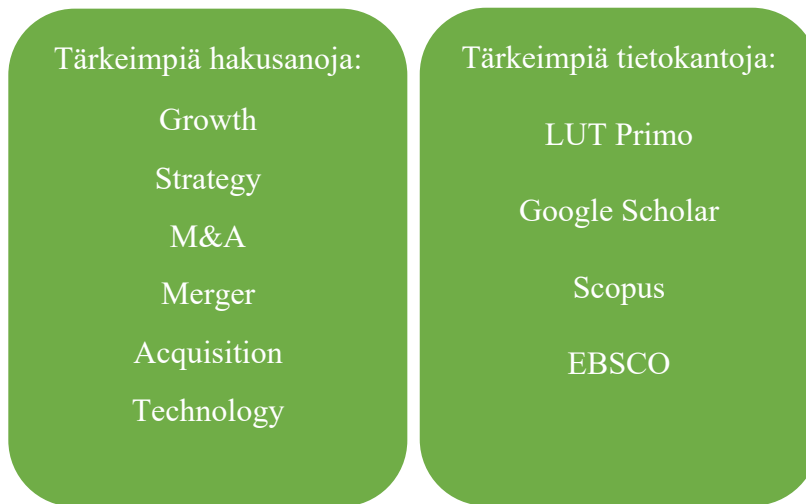 Tärkeimpiä hakusanoja:
Growth
Strategy
M&A
Merger
Acquisition
Technology
Tärkeimpiä tietokantoja:
LUT Primo
Google Scholar
Scopus
EBSCO